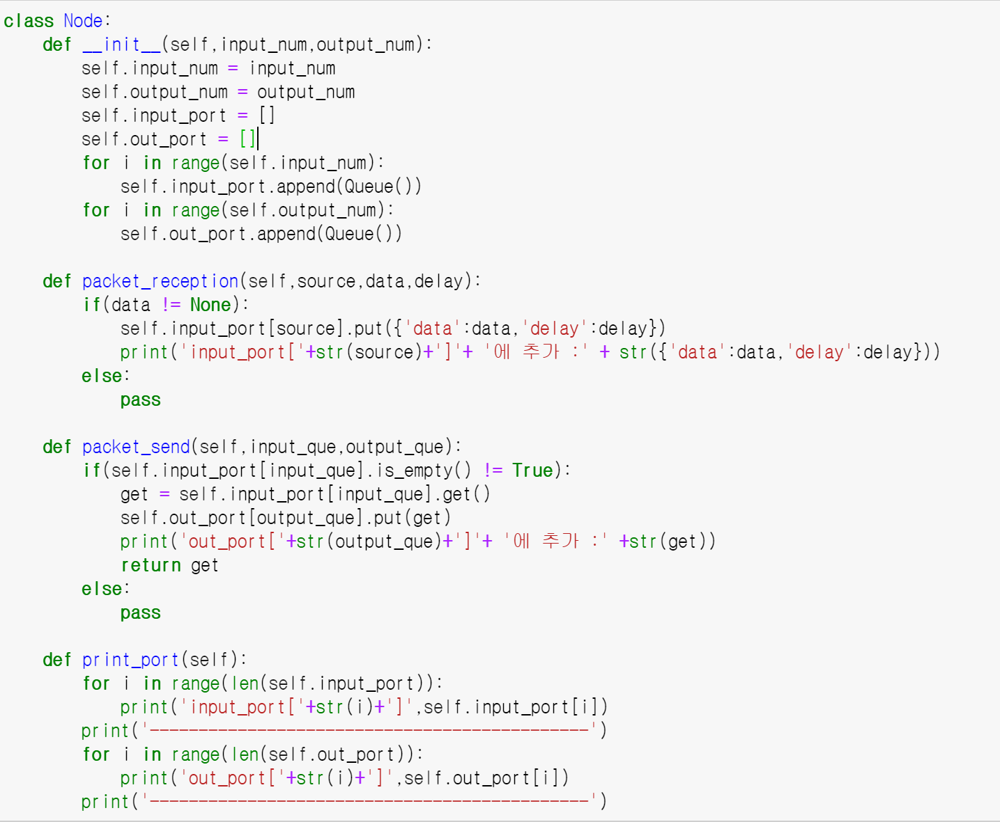 class Node:
    def __init__(self,input_num,output_num):
        self.input_num = input_num
        self.output_num = output_num
        self.input_port = []
        self.out_port = []
        for i in range(self.input_num):
            self.input_port.append(Queue())
        for i in range(self.output_num):
            self.out_port.append(Queue())

    def packet_reception(self,source,data,delay):
        if(data != None):
            self.input_port[source].put({'data':data,'delay':delay})
            print('input_port['+str(source)+']'+ '에 추가 :' + str({'data':data,'delay':delay}))
        else:
            pass

    def packet_send(self,input_que,output_que):
        if(self.input_port[input_que].is_empty() != True):
            get = self.input_port[input_que].get()
            self.out_port[output_que].put(get)
            print('out_port['+str(output_que)+']'+ '에 추가 :' +str(get))
            return get
        else:
            pass

    def print_port(self):
        for i in range(len(self.input_port)):
            print('input_port['+str(i)+']',self.input_port[i])
        print('---------------------------------------------')
        for i in range(len(self.out_port)):
            print('out_port['+str(i)+']',self.out_port[i])
        print('---------------------------------------------')